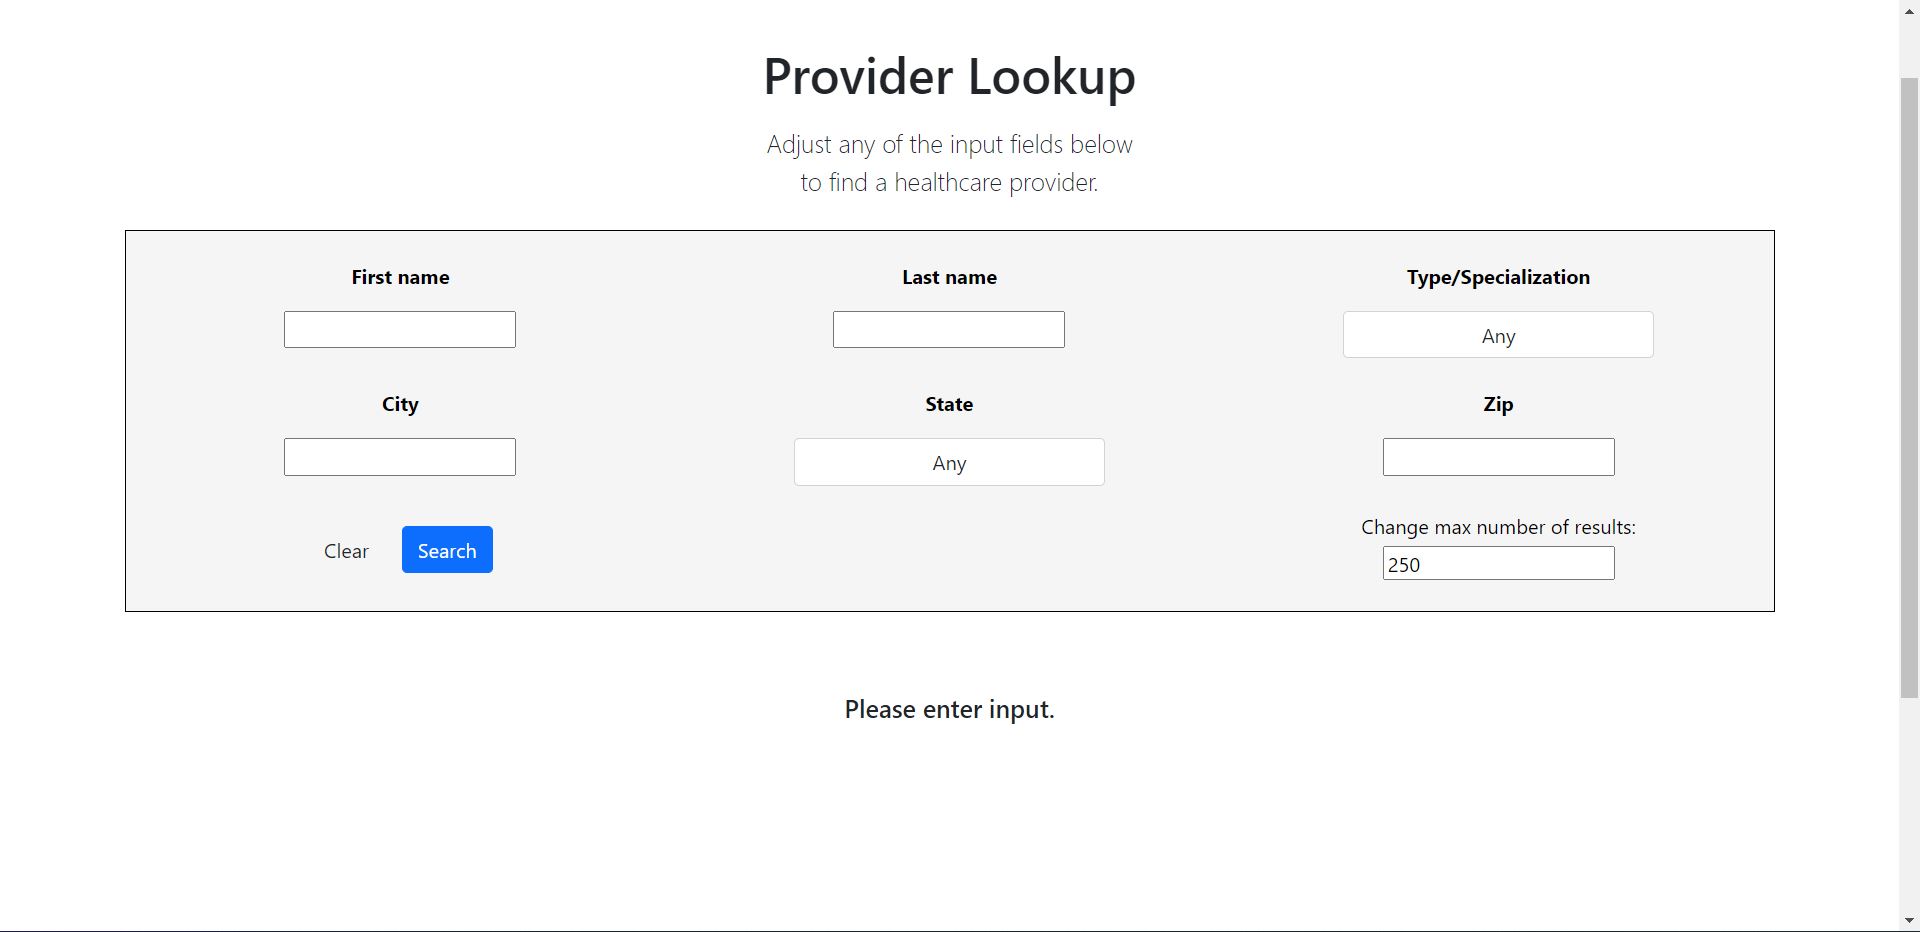 Provider Lookup
Adjust any of the input fields below
to find a healthcare provider.
First name
Last name
Type/Specialization
Any
City
State
Zip
Any
Clear
Search
Change max number of results:
250
Please enter input.